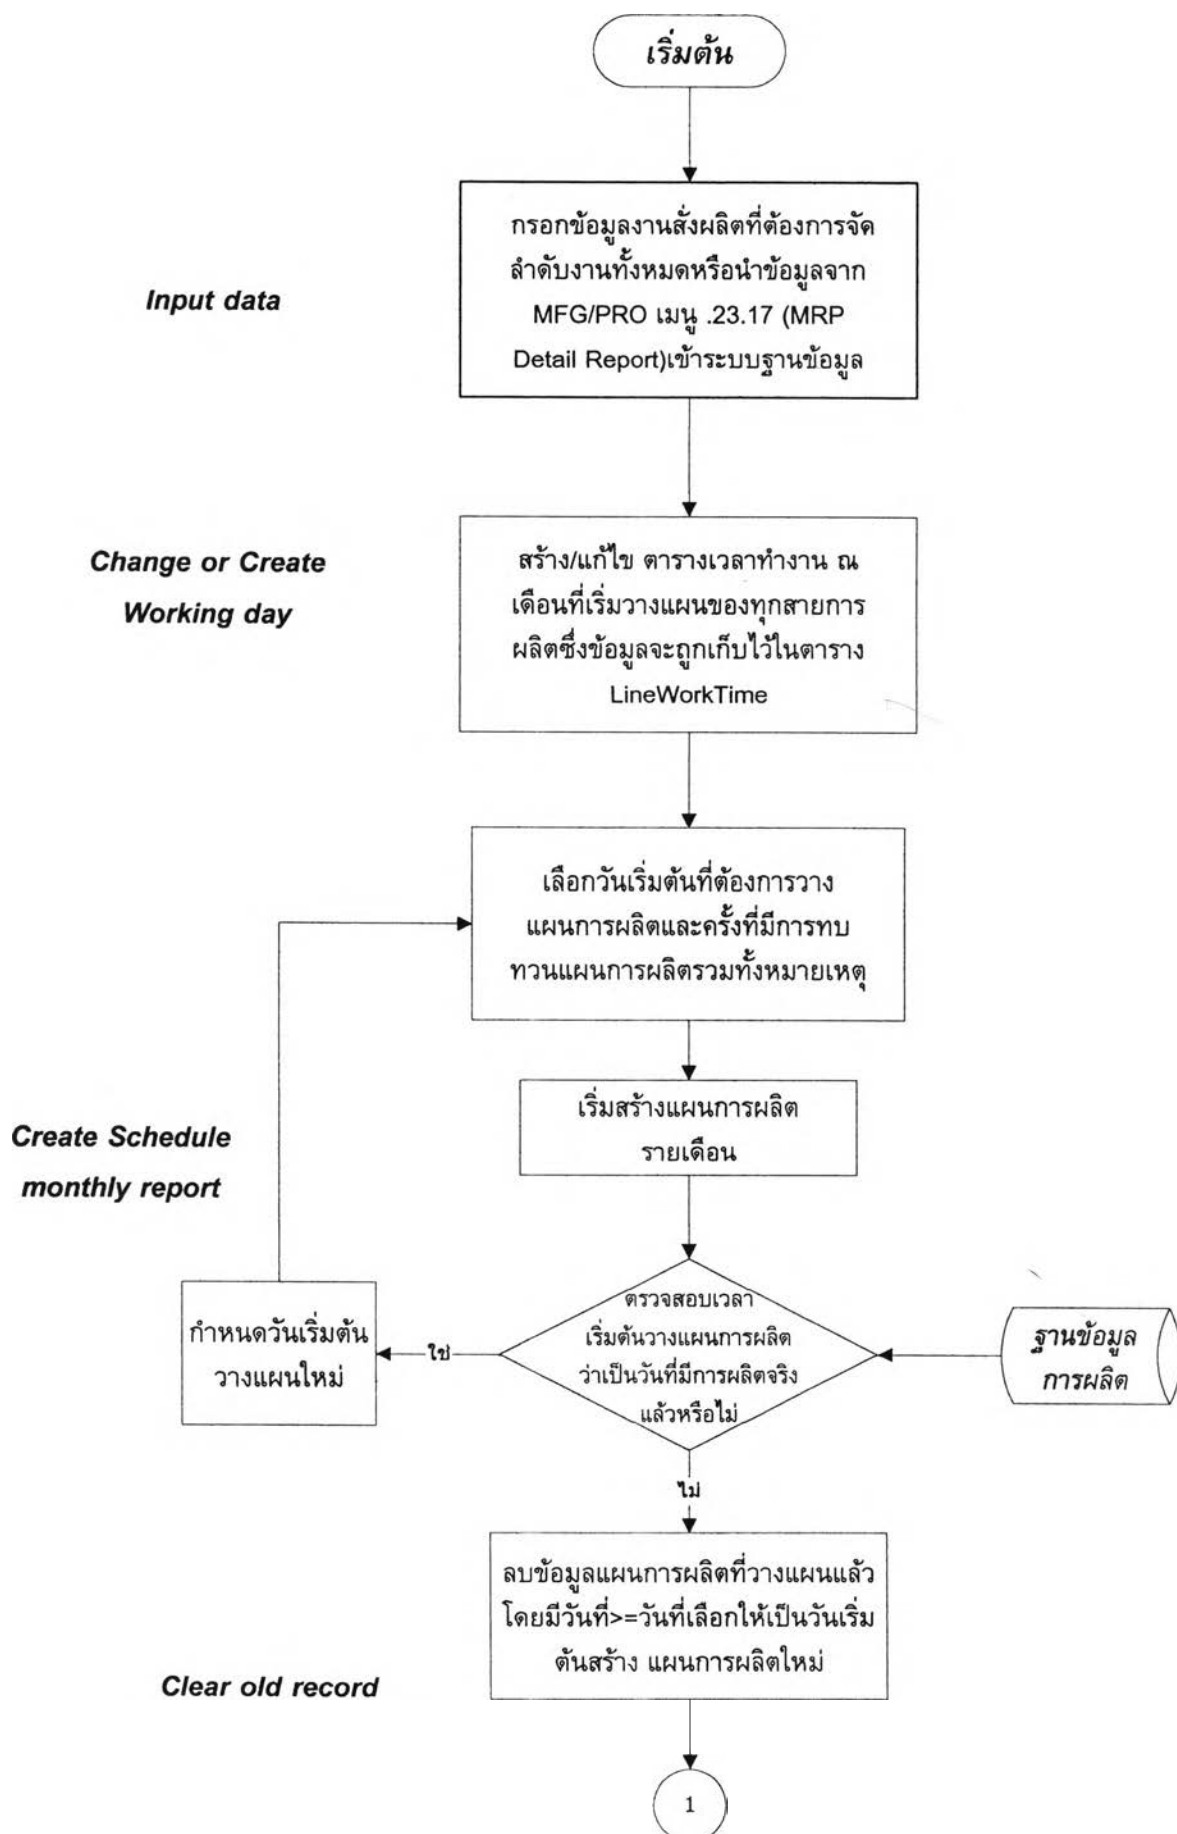 เริ่มต้น
กรอกข้อมูลงานสั่งผลิตที่ต้องการจัด
ลำดับงานทั้งหมดหรือนำข้อมูลจาก
MFG/PRO เมนู .23.17 (MRP
Detail Report)เข้าระบบฐานข้อมูล
Input data
สร้าง/แก้ไข ตารางเวลาทำงาน ณ
เดือนที่เริ่มวางแผนของทุกสายการ
ผลิตซึ่งข้อมูลจะถูกเก็บไว้ในตาราง
LineWorkTime
Change or Create
Working day
เลือกวันเริ่มต้นที่ต้องการวาง
แผนการผลิตและครั้งที่มีการทบ
ทวนแผนการผลิตรวมทั้งหมายเหตุ
เริ่มสร้างแผนการผลิต
รายเดือน
Create Schedule
monthly report
ตรวจสอบเวลา
เริ่มต้นวางแผนการผลิต
ว่าเป็นวันที่มีการผลิตจริง
แล้วหรือไม่
ใช่
กำหนดวันเริ่มต้น
วางแผนใหม่
ฐานข้อมูล
การผลิต
ไม่
ลบข้อมูลแผนการผลิตที่วางแผนแล้ว
โดยมีวันที่>=วันที่เลือกให้เป็นวันเริ่ม
ต้นสร้าง แผนการผลิตใหม่
Clear old record
1